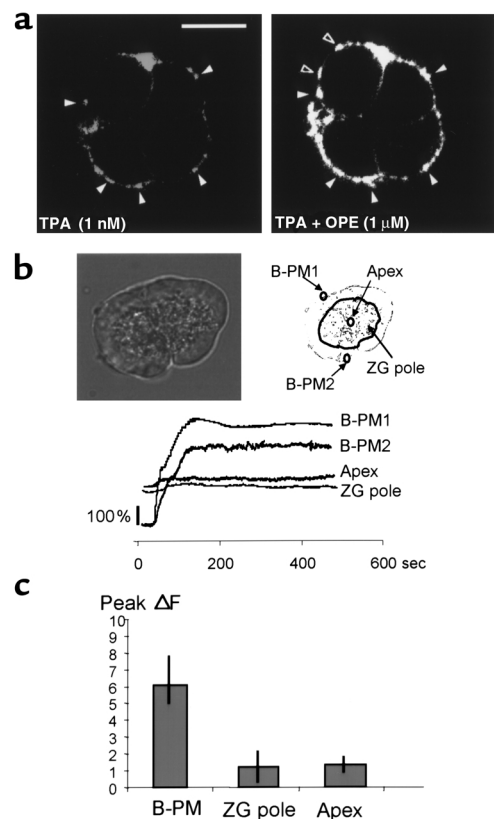 a
TPA (1 nM)
TPA + OPE (1 μM)
b
B-PM1
Apex
B-PM2
ZG pole
B-PM1
B-PM2
Apex
ZG pole
100%
0 200 400 600 sec
c
Peak ΔF
10
9
8
7
6
5
4
3
2
1
0
B-PM ZG pole Apex